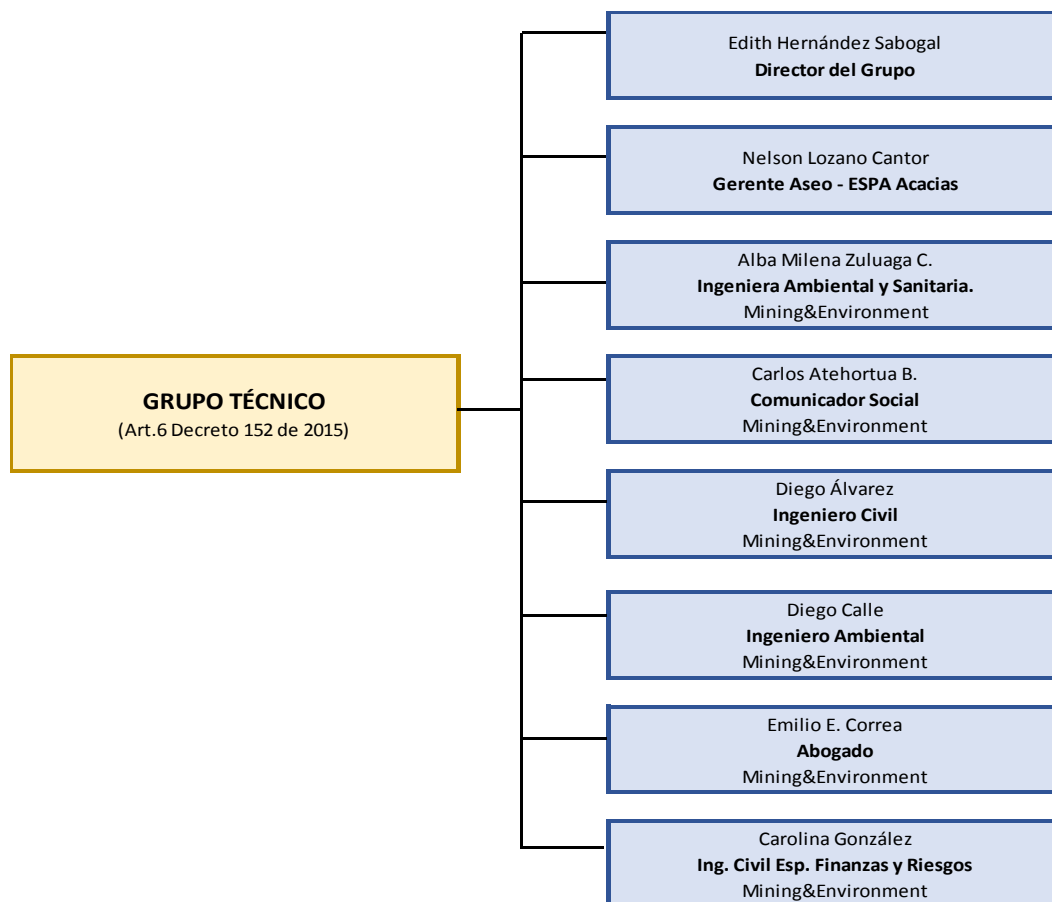 Edith Hernández Sabogal
Director del Grupo
Nelson Lozano Cantor
Gerente Aseo - ESPA Acacias
Alba Milena Zuluaga C.
Ingeniera Ambiental y Sanitaria.
Mining&Environment
GRUPO TÉCNICO
(Art.6 Decreto 152 de 2015)
Carlos Atehortua B.
Comunicador Social
Mining&Environment
Diego Álvarez
Ingeniero Civil
Mining&Environment
Diego Calle
Ingeniero Ambiental
Mining&Environment
Emilio E. Correa
Abogado
Mining&Environment
Carolina González
Ing. Civil Esp. Finanzas y Riesgos
Mining&Environment